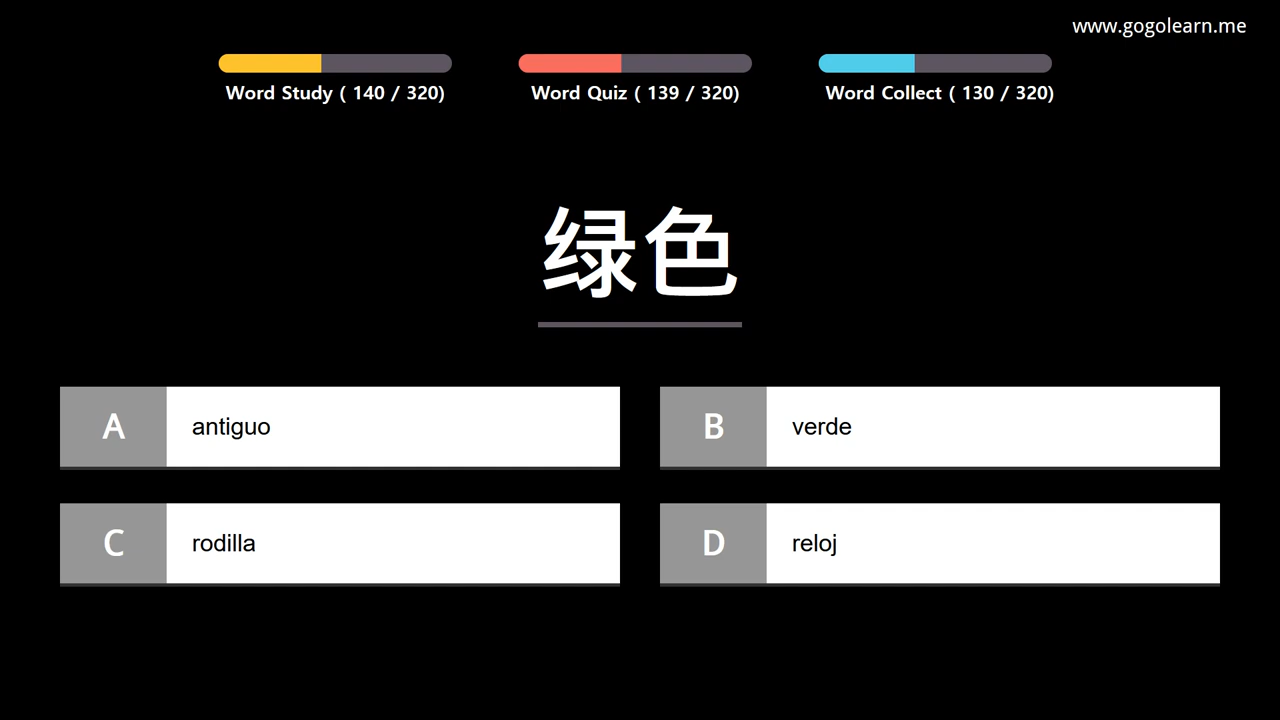 www.gogolearn.me
Word Study ( 140 / 320)
Word Quiz ( 139 / 320)
Word Collect ( 130 / 320)
绿色
A antiguo
B verde
C rodilla
D reloj